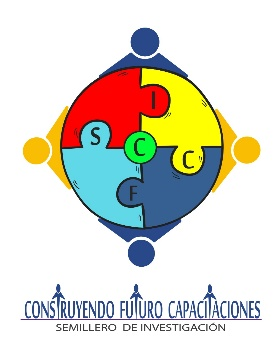 I
S C C
F
CONSTRUYENDO FUTURO CAPACITACIONES
SEMILLERO DE INVESTIGACIÓN